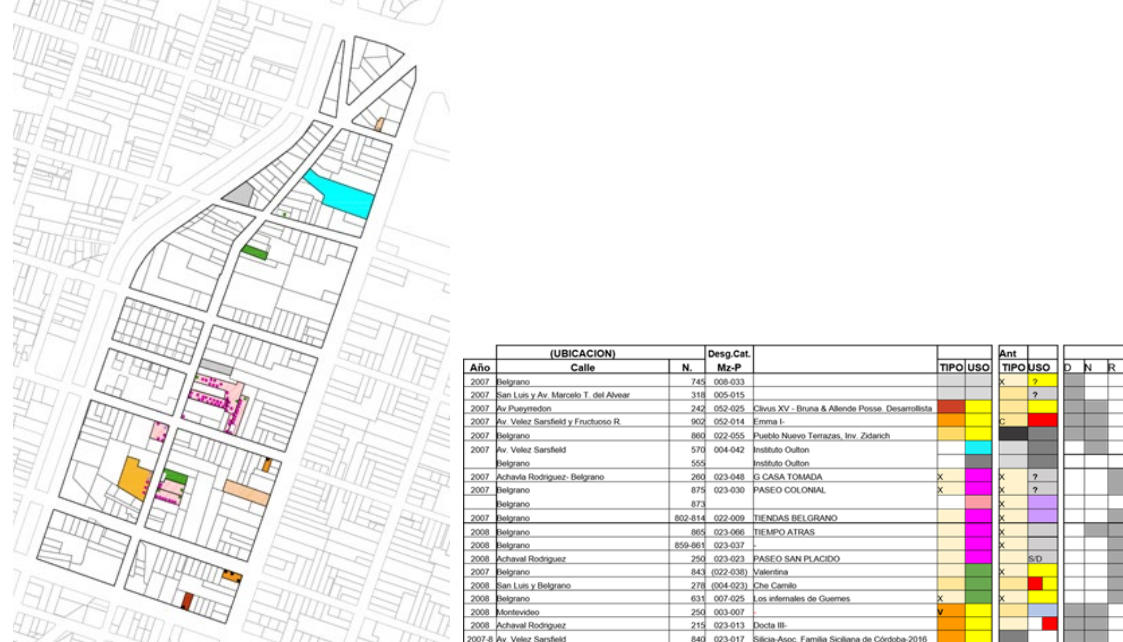 (UBICACION) Desg.Cat. Ant
Año Calle N. Mz-P TIPO USO TIPO USO D N R
2007 Belgrano 745 008-033 X ?
2007 San Luis y Av. Marcelo T. del Alvear 318 005-015 ?
2007 Av.Pueyrredon 242 052-025 Clivus XV - Bruna & Allende Posse. Desarrollista
2007 Av. Velez Sarsfield y Fructuoso R. 902 052-014 Emma I- C
2007 Belgrano 860 022-055 Pueblo Nuevo Terrazas, Inv. Zidarich
2007 Av. Velez Sarsfield 570 004-042 Instituto Oulton
Belgrano 555 Instituto Oulton
2007 Achavla Rodriguez- Belgrano 260 023-048 G CASA TOMADA X X ?
2007 Belgrano 875 023-030 PASEO COLONIAL X X ?
Belgrano 873 X
2007 Belgrano 802-814 022-009 TIENDAS BELGRANO X
2008 Belgrano 865 023-066 TIEMPO ATRAS X
2008 Belgrano 859-861 023-037 - X
2008 Achaval Rodriguez 250 023-023 PASEO SAN PLACIDO S/D
2007 Belgrano 843 (022-038) Valentina X
2008 San Luis y Belgrano 278 (004-023) Che Camilo
2008 Belgrano 631 007-025 Los infernales de Guemes X X
2008 Montevideo 250 003-007 - V
2008 Achaval Rodriguez 215 023-013 Docta III-
2007-8 Av. Velez Sarsfield 840 023-017 Silicia-Asoc. Familia Siciliana de Córdoba-2016